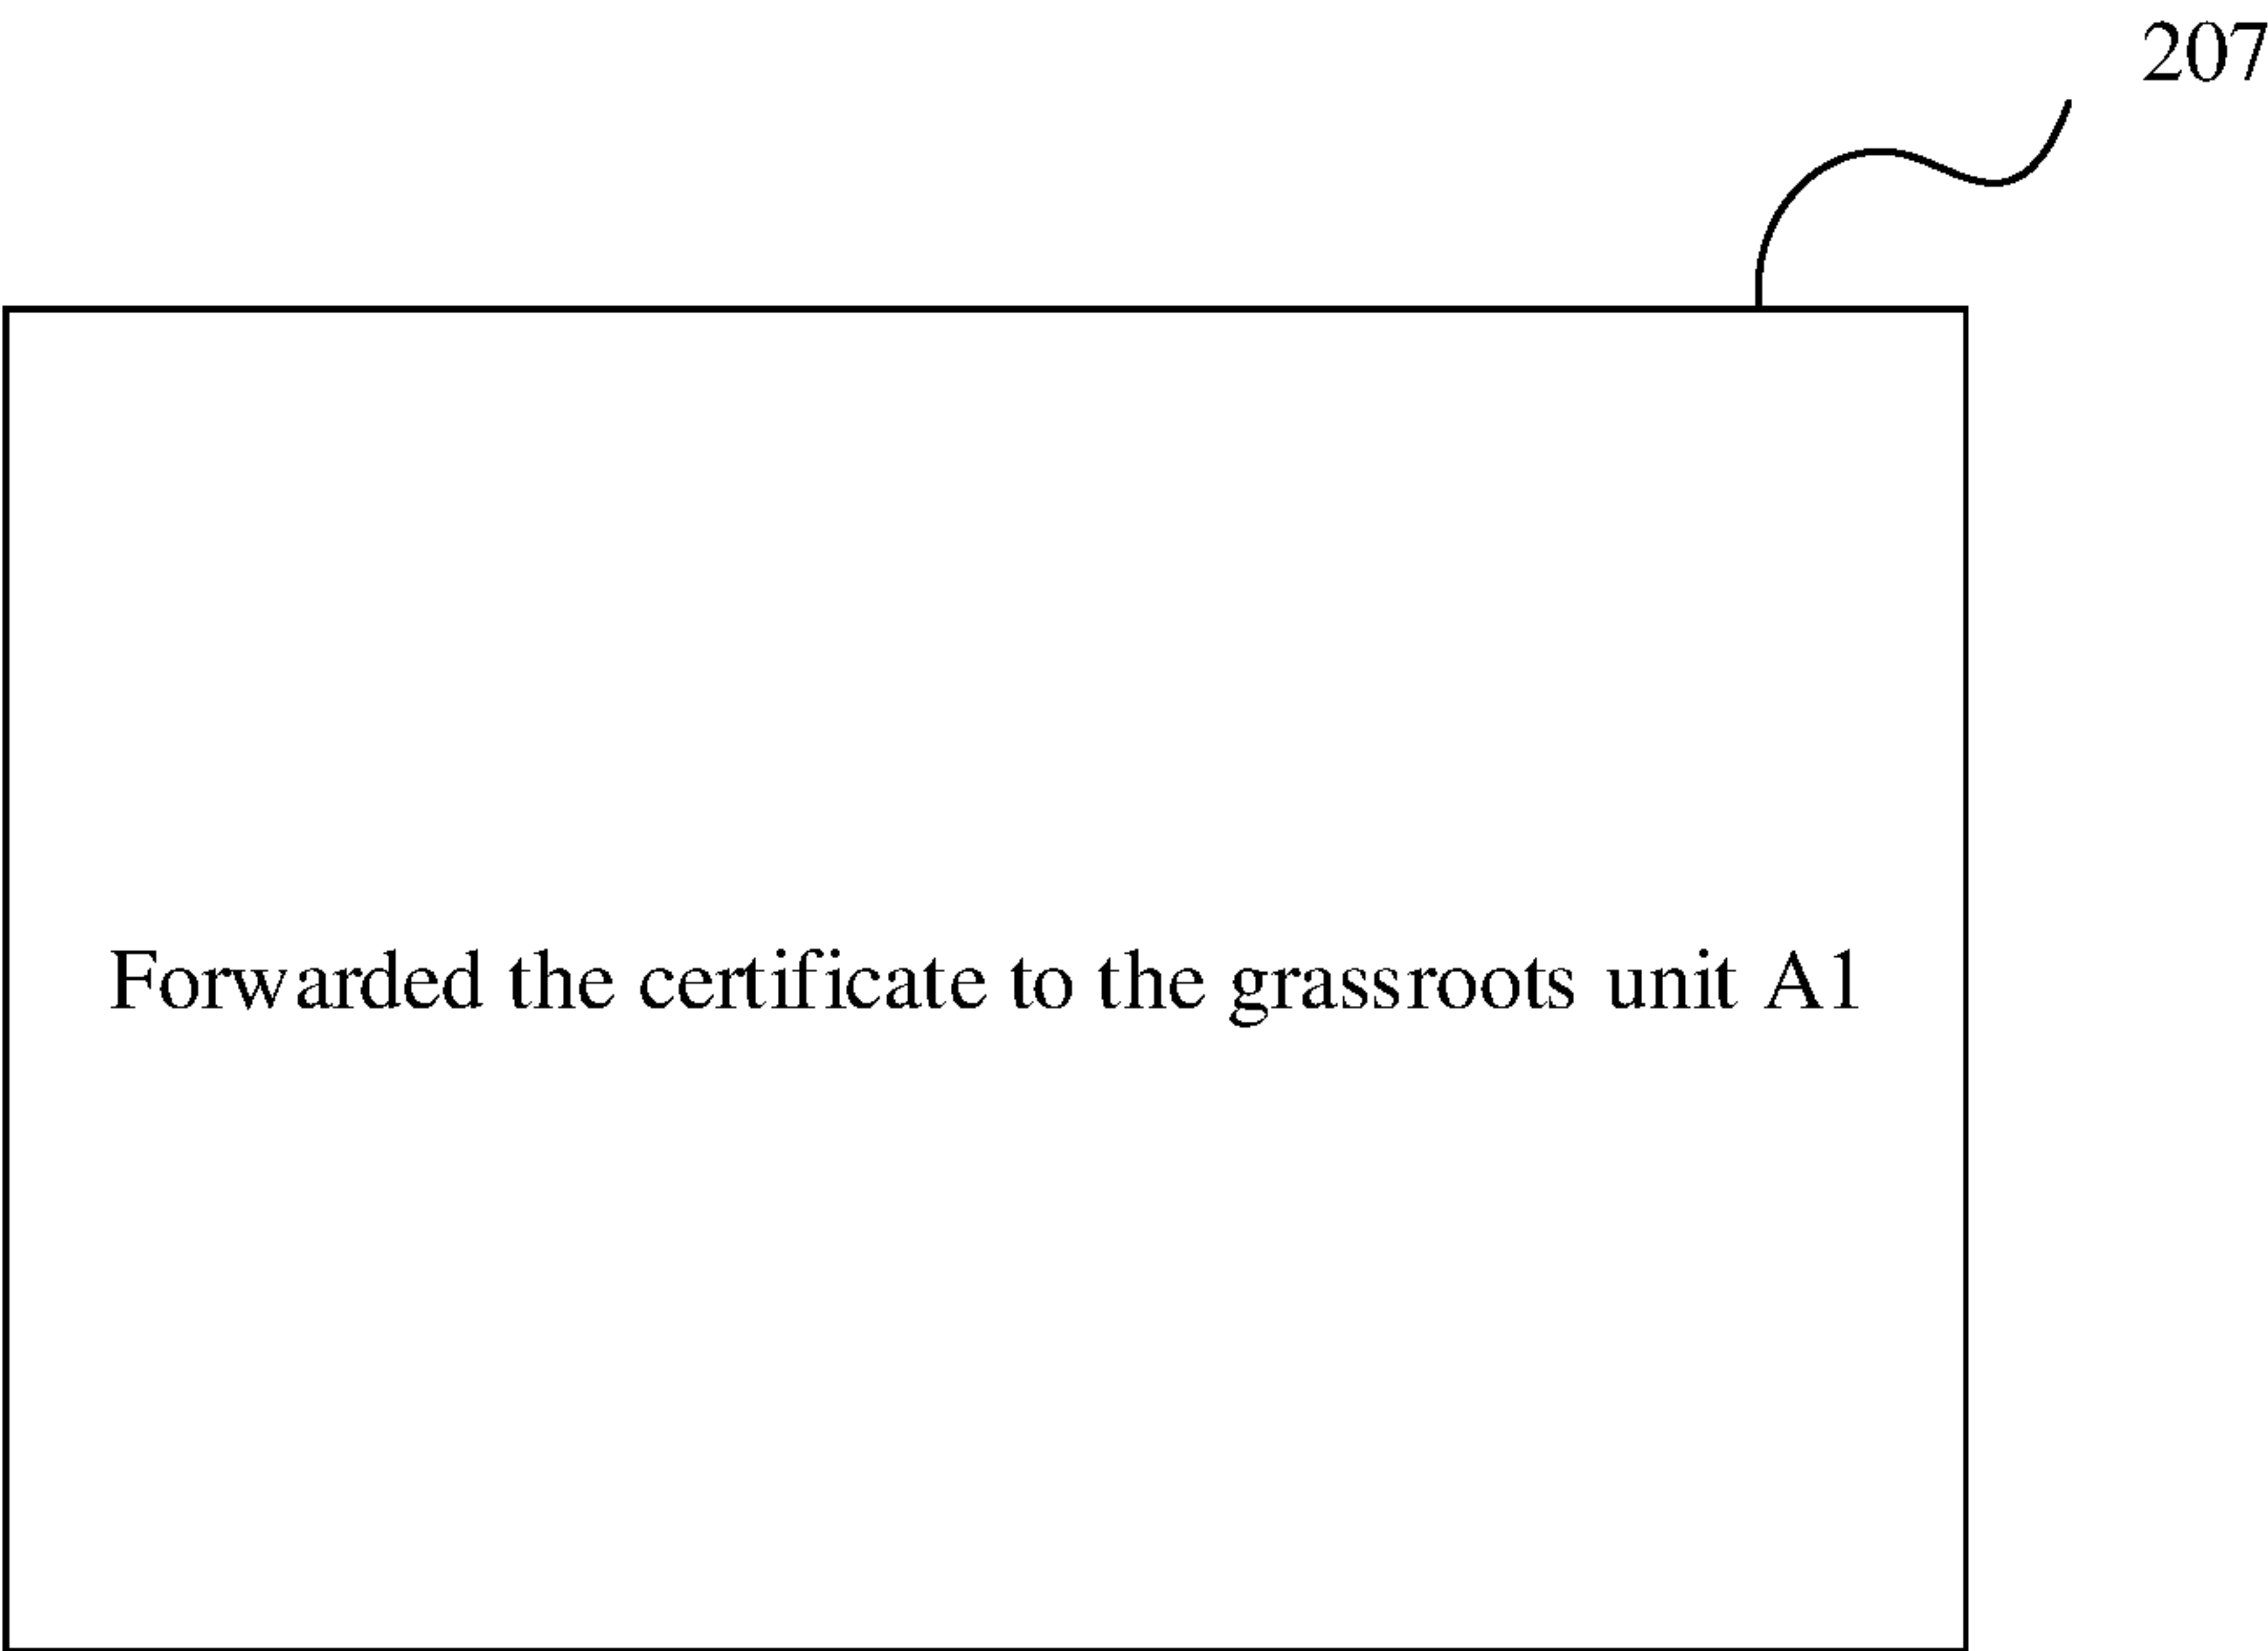 207
Forwarded the certificate to the grassroots unit A1